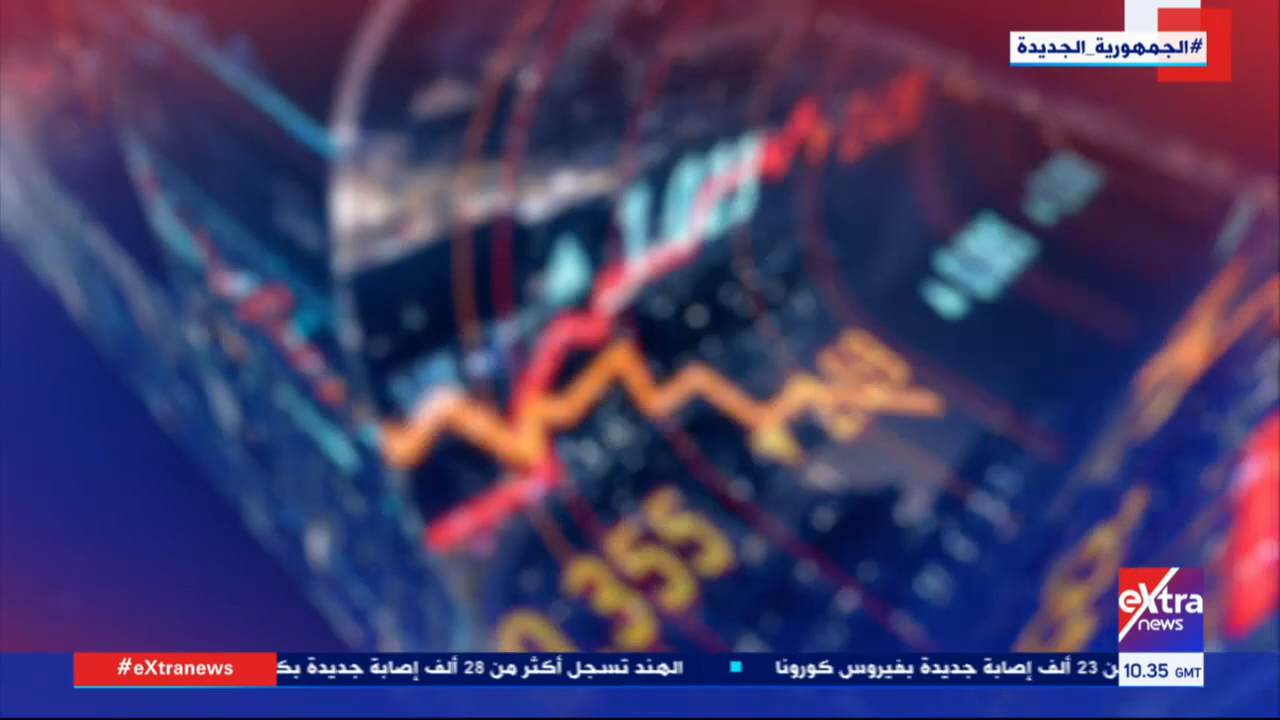 #الجمهورية_الجديدة
355
eXtra
news
ن 23 ألف إصابة جديدة بفيروس كورونا ■ الهند تسجل أكثر من 28 ألف إصابة جديدة بك
#eXtranews
10.35 GMT